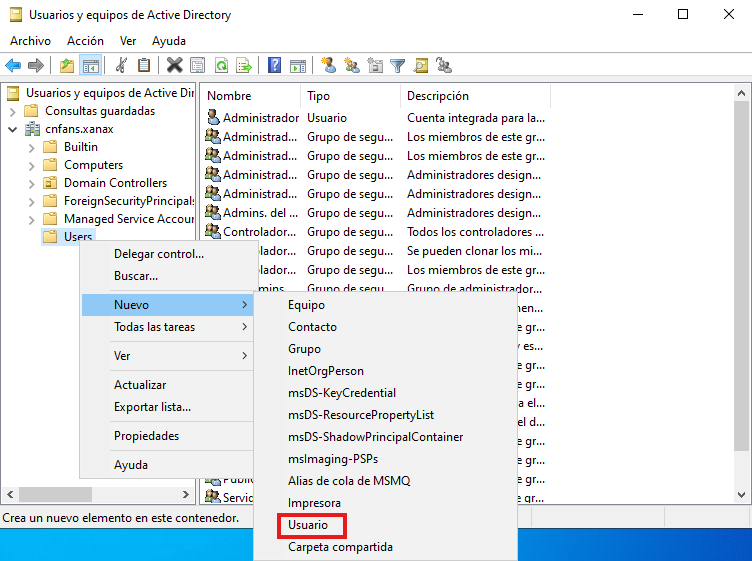 Usuarios y equipos de Active Directory
Archivo Acción Ver Ayuda
Usuarios y equipos de Active Dir
Consultas guardadas
cnfans.xanax
Builtin
Computers
Domain Controllers
ForeignSecurityPrincipals
Managed Service Accour
Users
Nombre Tipo Descripción
Administrador Usuario Cuenta integrada para la...
Administrad... Grupo de segu... Los miembros de este gr...
Administrad... Grupo de segu... Los miembros de este gr...
Administrad... Grupo de segu... Administradores design...
Administrad... Grupo de segu... Administradores design...
Admins. del ... Grupo de segu... Administradores design...
Controlador... Grupo de segu... Todos los controladores ...
olador... Grupo de segu... Se pueden clonar los mi...
olador... Grupo de segu... Los miembros de este gr...
mins. Grupo de segu... Grupo de administrador...
Delegar control...
Buscar...
Nuevo
Todas las tareas
Ver
Actualizar
Exportar lista...
Propiedades
Ayuda
Equipo
Contacto
Grupo
InetOrgPerson
msDS-KeyCredential
msDS-ResourcePropertyList
msDS-ShadowPrincipalContainer
msImaging-PSPs
Alias de cola de MSMQ
Impresora
Usuario
Carpeta compartida
Servic
Crea un nuevo elemento en este contenedor.